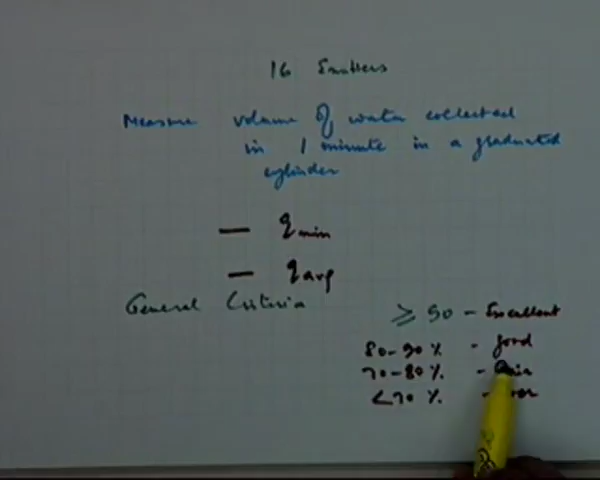 16 Emitters
Measure volume of water collected
in 1 minute in a graduated
cylinder
— qmin
— qavg
General Criteria
≥ 90 - Excellent
80-90 % - good
70-80 % - Fair
<70 % - Poor